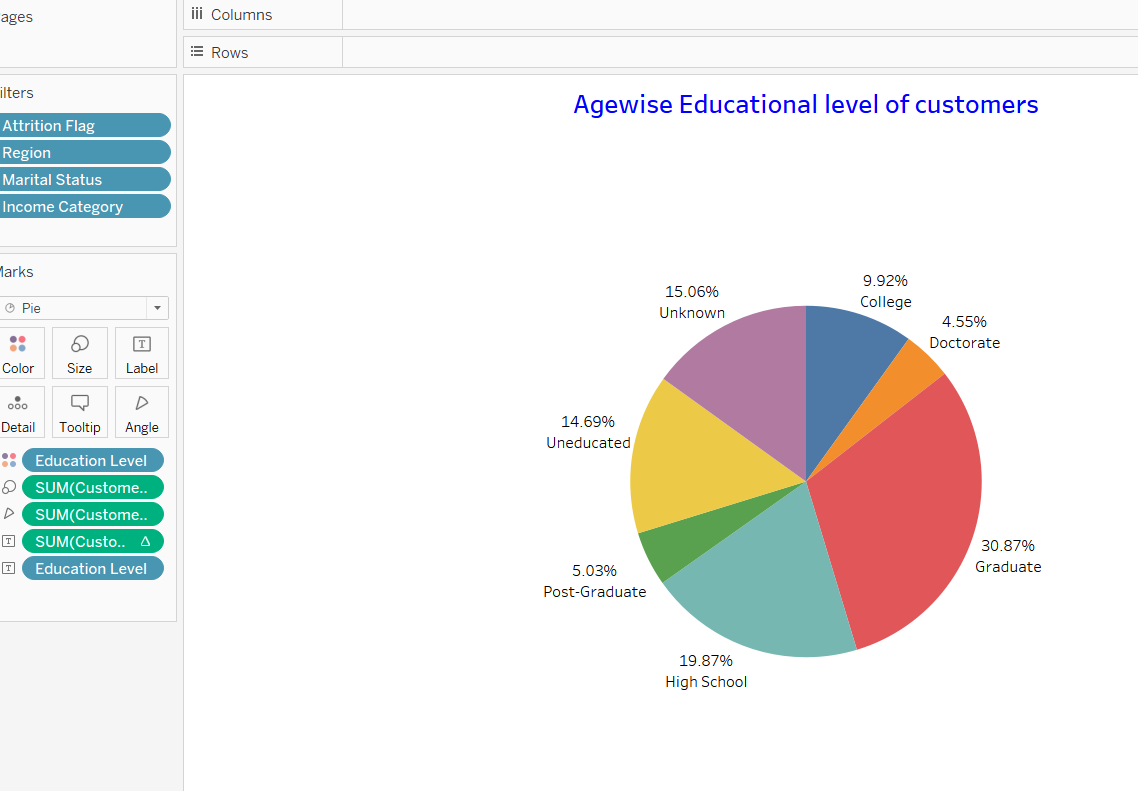 ages
Columns
Rows
ilters
Attrition Flag
Region
Marital Status
Income Category
Marks
Pie
Color
Size
Label
Detail
Tooltip
Angle
Education Level
SUM(Custome..
SUM(Custome..
SUM(Custo.. Δ
Education Level
Agewise Educational level of customers
9.92%
College
4.55%
Doctorate
30.87%
Graduate
19.87%
High School
5.03%
Post-Graduate
14.69%
Uneducated
15.06%
Unknown